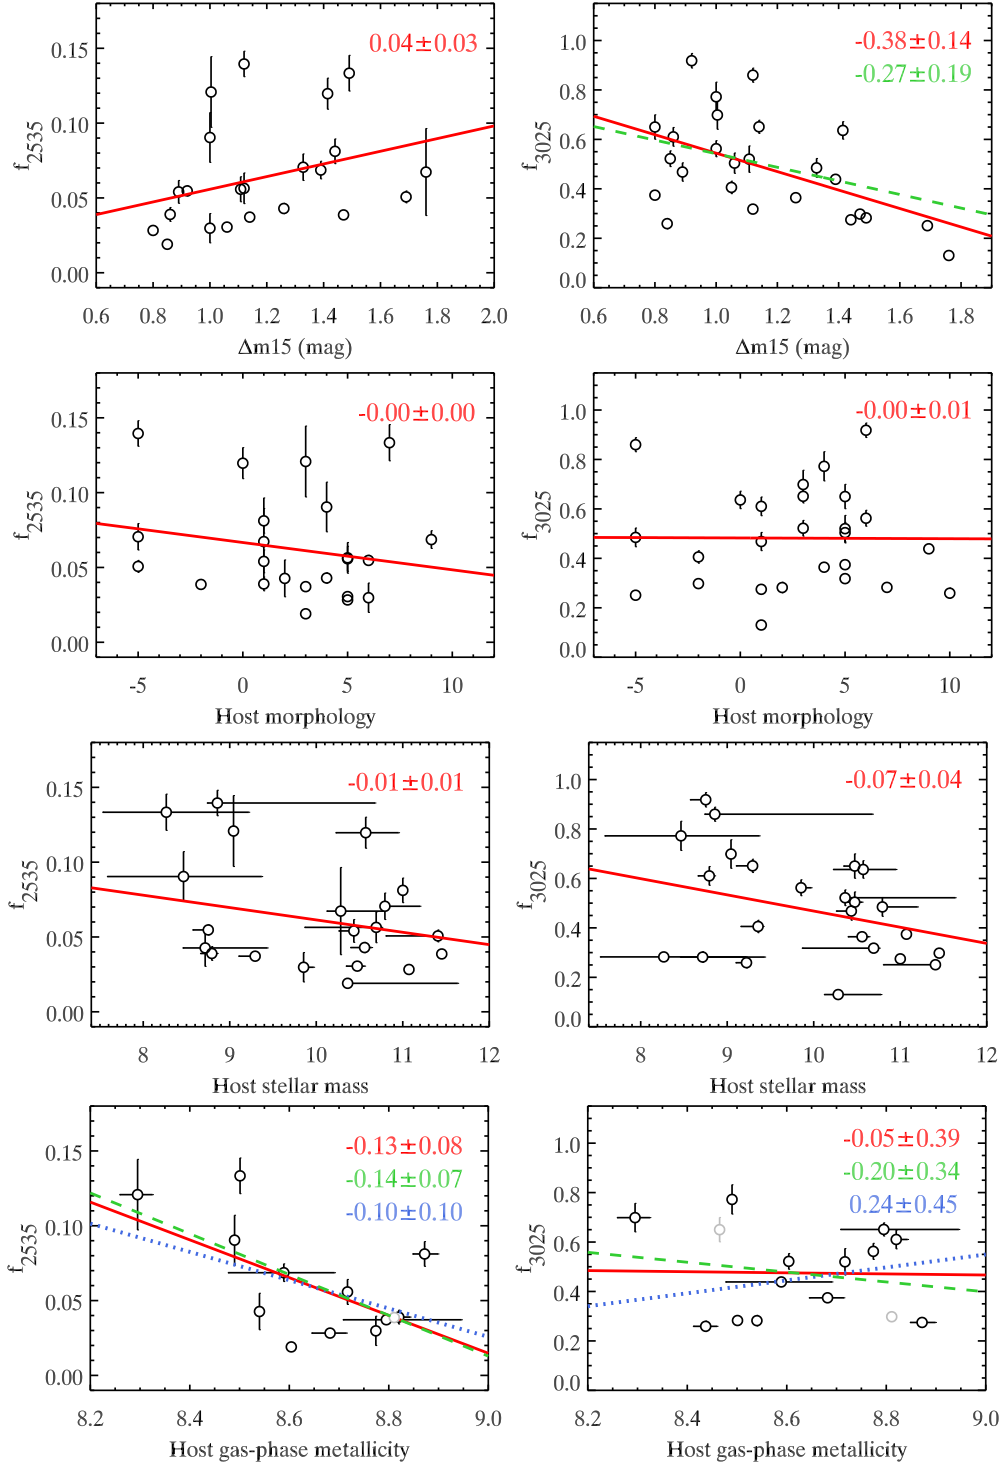 0.04±0.03
0.15
0.10
0.05
0.00
f2535
0.6 0.8 1.0 1.2 1.4 1.6 1.8 2.0
Δm15 (mag)
-0.38±0.14
-0.27±0.19
1.0
0.8
0.6
0.4
0.2
0.0
f3025
0.6 0.8 1.0 1.2 1.4 1.6 1.8
Δm15 (mag)
-0.00±0.00
0.15
0.10
0.05
0.00
f2535
-5 0 5 10
Host morphology
-0.00±0.01
1.0
0.8
0.6
0.4
0.2
0.0
f3025
-5 0 5 10
Host morphology
-0.01±0.01
0.15
0.10
0.05
0.00
f2535
8 9 10 11 12
Host stellar mass
-0.07±0.04
1.0
0.8
0.6
0.4
0.2
0.0
f3025
8 9 10 11 12
Host stellar mass
-0.13±0.08
-0.14±0.07
-0.10±0.10
0.15
0.10
0.05
0.00
f2535
8.2 8.4 8.6 8.8 9.0
Host gas-phase metallicity
-0.05±0.39
-0.20±0.34
0.24±0.45
1.0
0.8
0.6
0.4
0.2
0.0
f3025
8.2 8.4 8.6 8.8 9.0
Host gas-phase metallicity